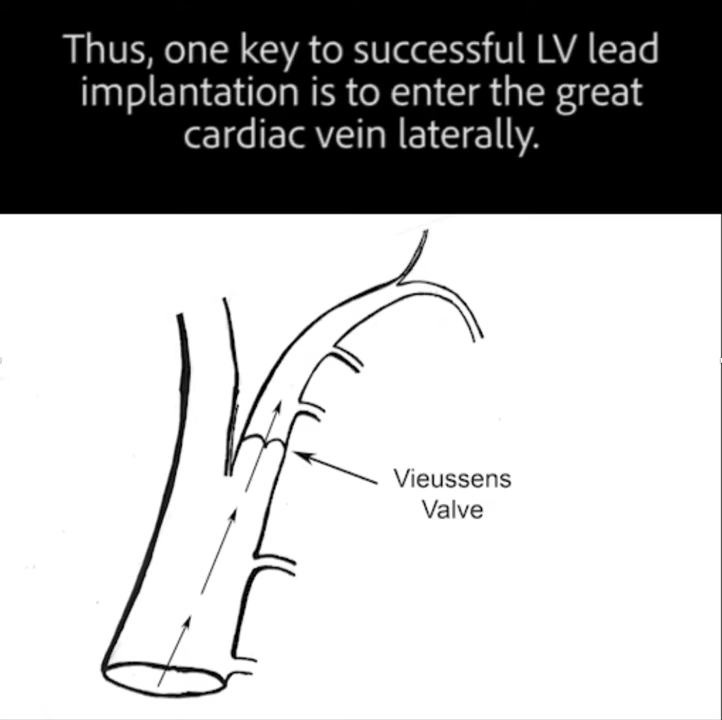 Thus, one key to successful LV lead
implantation is to enter the great
cardiac vein laterally.
Vieussens
Valve